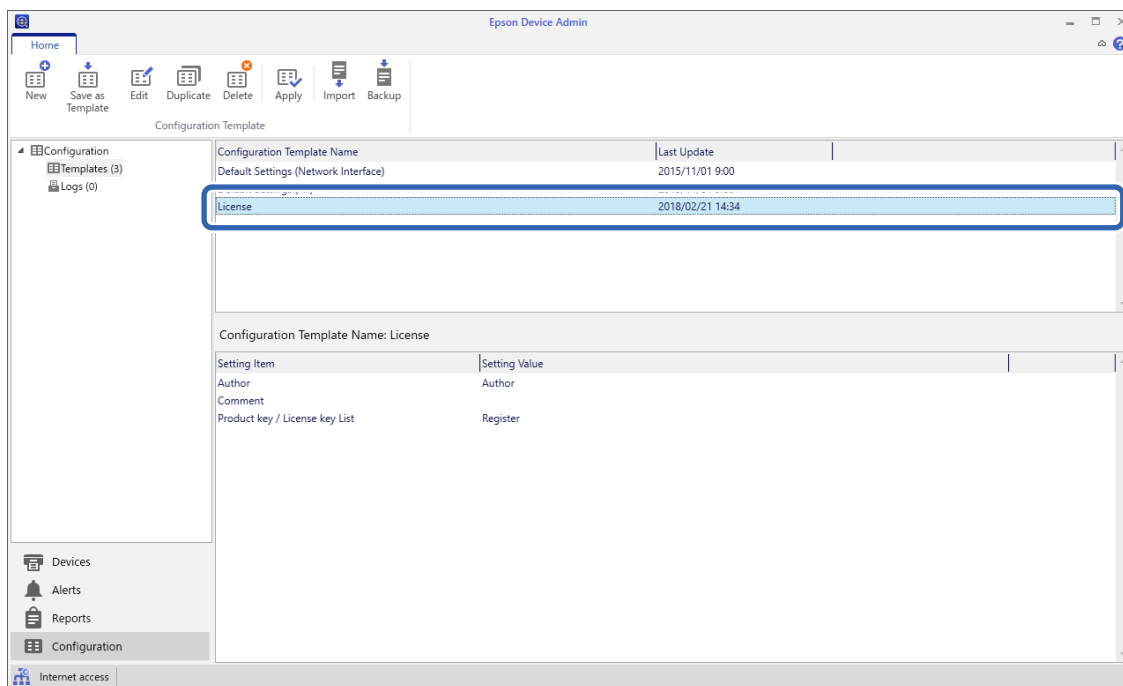 Epson Device Admin
Home
New
Save as Template
Edit
Duplicate
Delete
Apply
Import
Backup
Configuration Template
Configuration
Templates (3)
Logs (0)
Configuration Template Name Last Update
Default Settings (Network Interface) 2015/11/01 9:00
License 2018/02/21 14:34
Configuration Template Name: License
Setting Item Setting Value
Author Author
Comment
Product key / License key List Register
Devices
Alerts
Reports
Configuration
Internet access